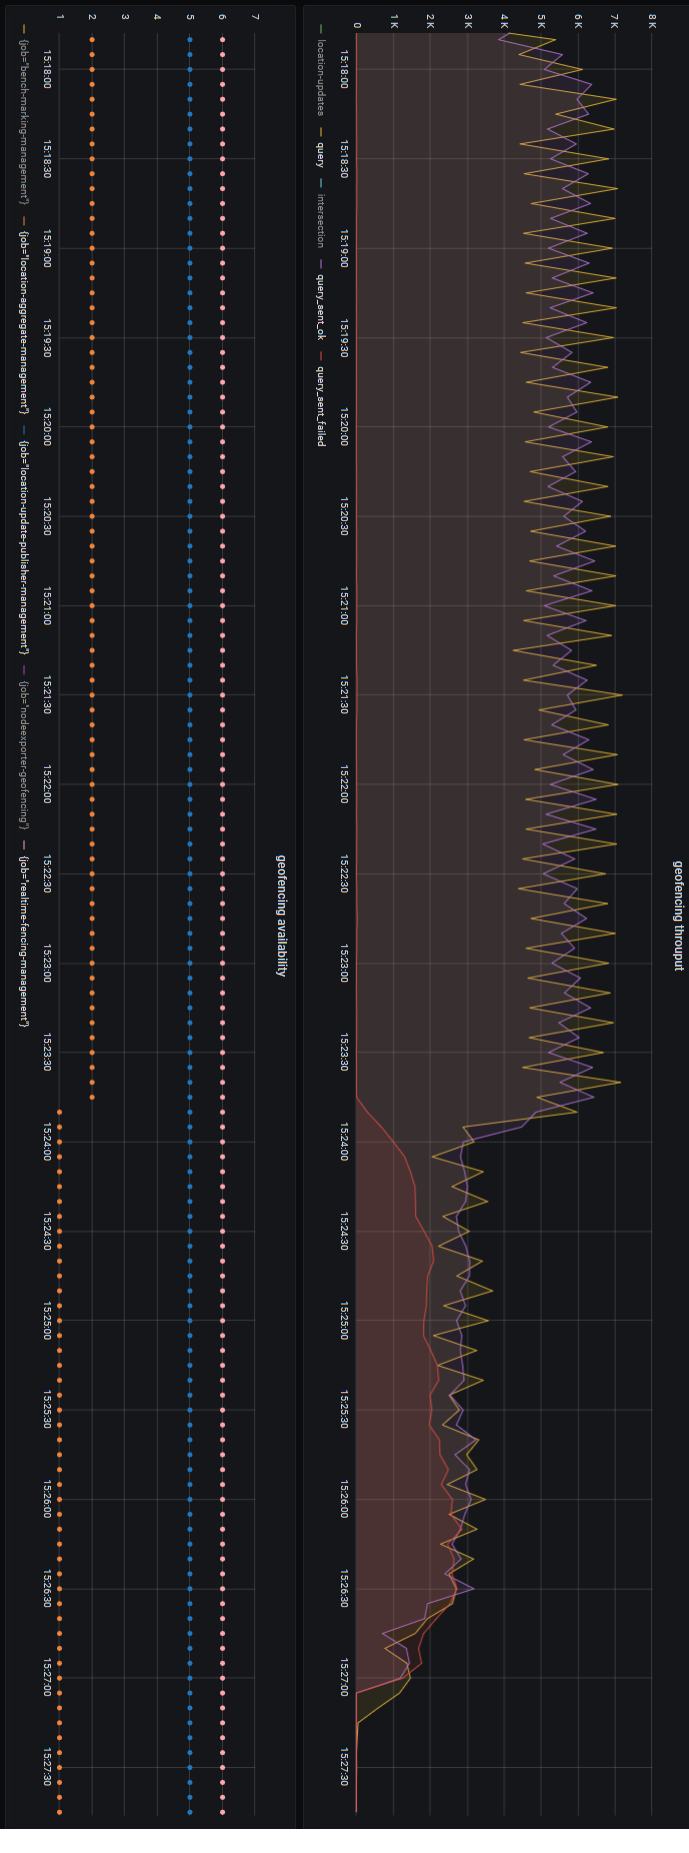 geofencing throuput
8 K
7 K
6 K
5 K
4 K
3 K
2 K
1 K
0
15:18:00 15:18:30 15:19:00 15:19:30 15:20:00 15:20:30 15:21:00 15:21:30 15:22:00 15:22:30 15:23:00 15:23:30 15:24:00 15:24:30 15:25:00 15:25:30 15:26:00 15:26:30 15:27:00 15:27:30
location-updates query intersection query_sent_ok query_sent_failed
geofencing availability
7
6
5
4
3
2
1
15:18:00 15:18:30 15:19:00 15:19:30 15:20:00 15:20:30 15:21:00 15:21:30 15:22:00 15:22:30 15:23:00 15:23:30 15:24:00 15:24:30 15:25:00 15:25:30 15:26:00 15:26:30 15:27:00 15:27:30
{job="bench-marking-management"} {job="location-aggregate-management"} {job="location-update-publisher-management"} {job="nodeexporter-geofencing"} {job="realtime-fencing-management"}